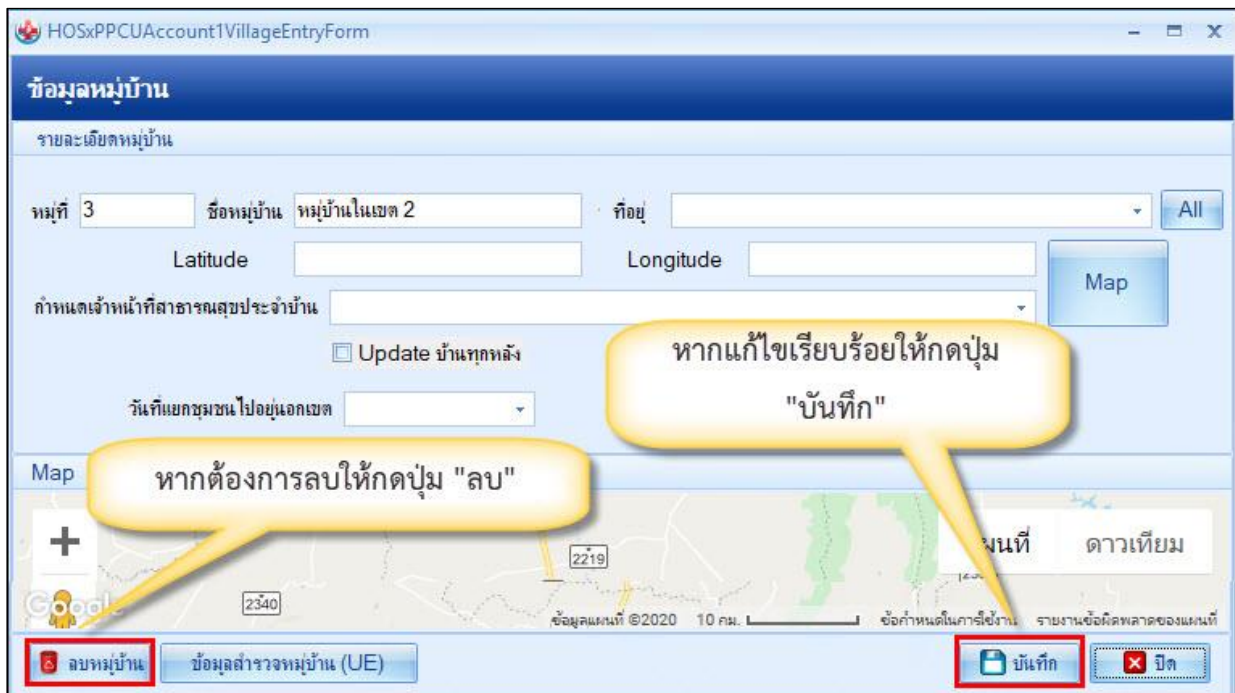 HOSxPPCUAccount1VillageEntryForm
ข้อมูลหมู่บ้าน
รายละเอียดหมู่บ้าน
หมู่ที่ 3 ชื่อหมู่บ้าน หมู่บ้านในเขต 2 ที่อยู่ All
Latitude Longitude Map
กำหนดเจ้าหน้าที่สาธารณสุขประจำบ้าน
Update บ้านทุกหลัง
หากแก้ไขเรียบร้อยให้กดปุ่ม
"บันทึก"
วันที่แยกชุมชนไปอยู่นอกเขต
Map
หากต้องการลบให้กดปุ่ม "ลบ"
ดาวเทียม
2219
2340
Google
ข้อมูลแผนที่ ©2020 10 กม. ข้อกำหนดในการใช้งาน รายงานข้อผิดพลาดของแผนที่
ลบหมู่บ้าน ข้อมูลสำรวจหมู่บ้าน (UE) บันทึก ปิด